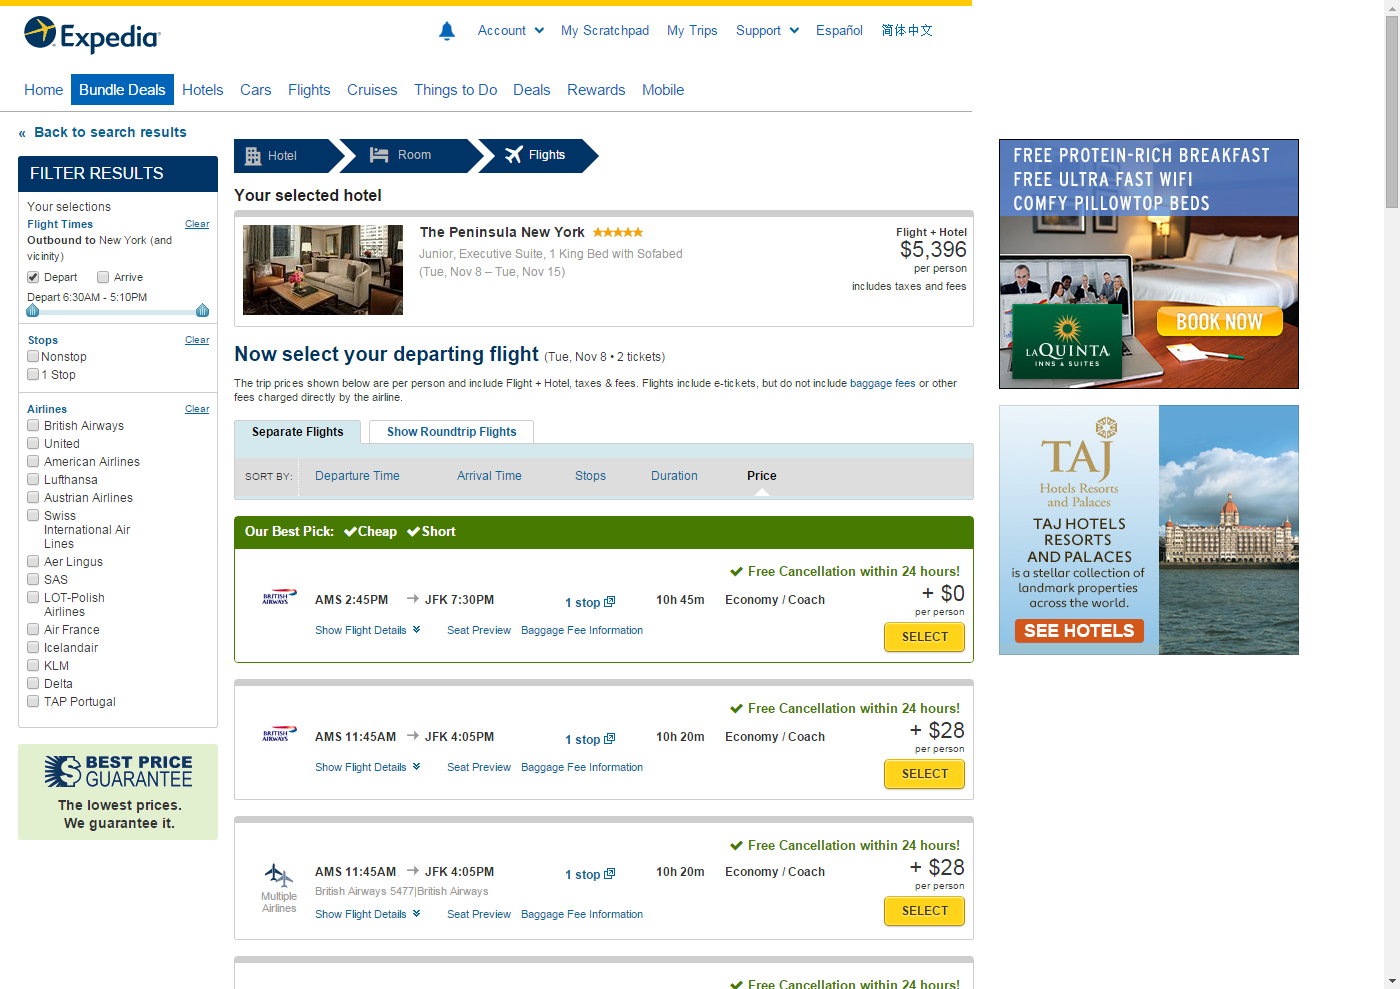 Expedia
Account
My Scratchpad
My Trips
Support
Español
简体中文
Home
Bundle Deals
Hotels
Cars
Flights
Cruises
Things to Do
Deals
Rewards
Mobile
« Back to search results
FILTER RESULTS
Your selections
Flight Times
Clear
Outbound to New York (and
vicinity)
Depart
Arrive
Depart 6:30AM - 5:10PM
Stops
Clear
Nonstop
1 Stop
Airlines
Clear
British Airways
United
American Airlines
Lufthansa
Austrian Airlines
Swiss
International Air
Lines
Aer Lingus
SAS
LOT-Polish
Airlines
Air France
Icelandair
KLM
Delta
TAP Portugal
BEST PRICE
GUARANTEE
The lowest prices.
We guarantee it.
Hotel
Room
Flights
Your selected hotel
The Peninsula New York
Junior, Executive Suite, 1 King Bed with Sofabed
(Tue, Nov 8 – Tue, Nov 15)
Flight + Hotel
$5,396
per person
includes taxes and fees
Now select your departing flight (Tue, Nov 8 • 2 tickets)
The trip prices shown below are per person and include Flight + Hotel, taxes & fees. Flights include e-tickets, but do not include baggage fees or other
fees charged directly by the airline.
Separate Flights
Show Roundtrip Flights
SORT BY:
Departure Time
Arrival Time
Stops
Duration
Price
Our Best Pick: Cheap Short
Free Cancellation within 24 hours!
BRITISH AIRWAYS
AMS 2:45PM
JFK 7:30PM
1 stop
10h 45m
Economy / Coach
+ $0
per person
Show Flight Details
Seat Preview
Baggage Fee Information
SELECT
Free Cancellation within 24 hours!
BRITISH AIRWAYS
AMS 11:45AM
JFK 4:05PM
1 stop
10h 20m
Economy / Coach
+ $28
per person
Show Flight Details
Seat Preview
Baggage Fee Information
SELECT
Free Cancellation within 24 hours!
Multiple
Airlines
AMS 11:45AM
JFK 4:05PM
1 stop
10h 20m
Economy / Coach
+ $28
per person
British Airways 5477|British Airways
Show Flight Details
Seat Preview
Baggage Fee Information
SELECT
Free Cancellation within 24 hours!
FREE PROTEIN-RICH BREAKFAST
FREE ULTRA FAST WIFI
COMFY PILLOWTOP BEDS
LAQUINTA
INNS & SUITES
BOOK NOW
TAJ
Hotels Resorts
and Palaces
TAJ HOTELS
RESORTS
AND PALACES
is a stellar collection of
landmark properties
across the world.
SEE HOTELS